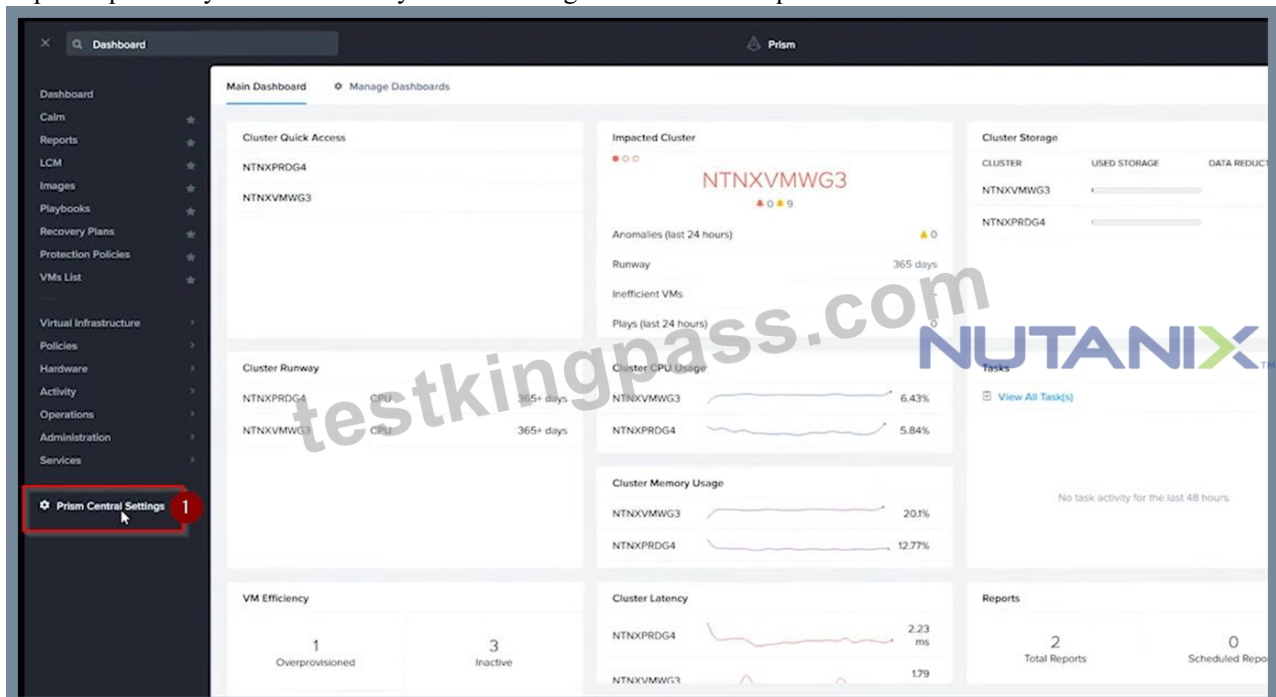 Dashboard
Prism
Dashboard
Calm
Reports
LCM
Images
Playbooks
Recovery Plans
Protection Policies
VMs List
Virtual Infrastructure
Policies
Hardware
Activity
Operations
Administration
Services
Prism Central Settings
1
Main Dashboard
Manage Dashboards
Cluster Quick Access
NTNXPRDG4
NTNXVMWG3
Impacted Cluster
NTNXVMWG3
0 9
Anomalies (last 24 hours) 0
Runway 365 days
Inefficient VMs -
Plays (last 24 hours) 0
Cluster Storage
CLUSTER USED STORAGE DATA REDUCT
NTNXVMWG3
NTNXPRDG4
testkingpass.com
NUTANIX™
Cluster Runway
NTNXPRDG4 CPU 365+ days
NTNXVMWG3 CPU 365+ days
Cluster CPU Usage
NTNXVMWG3 6.43%
NTNXPRDG4 5.84%
Cluster Memory Usage
NTNXVMWG3 20.1%
NTNXPRDG4 12.77%
Tasks
View All Task(s)
No task activity for the last 48 hours.
VM Efficiency
1
Overprovisioned
3
Inactive
Cluster Latency
NTNXPRDG4 2.23 ms
NTNXVMWG3 1.79
Reports
2
Total Reports
0
Scheduled Repo